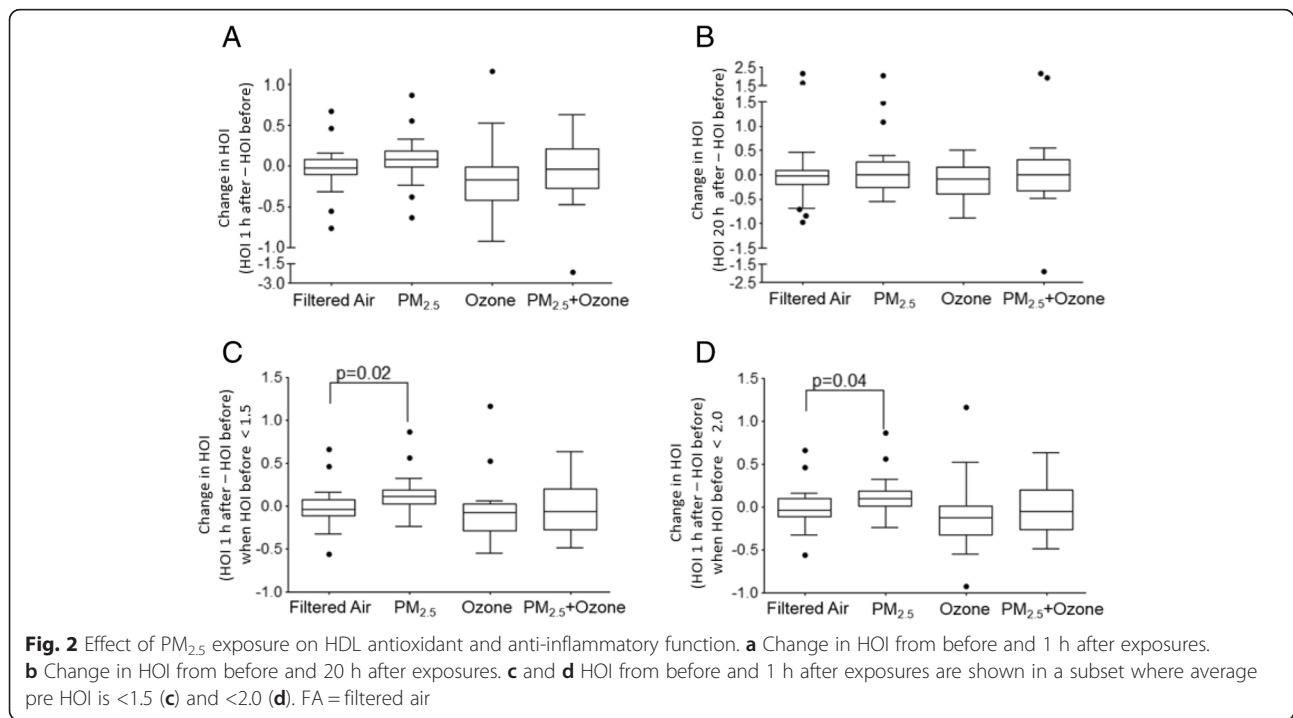 A
Change in HOI
(HOI 1 h after – HOI before)
1.0
0.5
0.0
-0.5
-1.0
-1.5
-3.0
Filtered Air PM2.5 Ozone PM2.5+Ozone
B
Change in HOI
(HOI 20 h after – HOI before)
2.5
1.5
1.5
1.0
0.5
0.0
-0.5
-1.0
-1.5
-1.5
-2.5
Filtered Air PM2.5 Ozone PM2.5+Ozone
C
Change in HOI
(HOI 1 h after – HOI before)
when HOI before < 1.5
1.5
1.0
0.5
0.0
-0.5
-1.0
p=0.02
Filtered Air PM2.5 Ozone PM2.5+Ozone
D
Change in HOI
(HOI 1 h after – HOI before)
when HOI before < 2.0
1.5
1.0
0.5
0.0
-0.5
-1.0
p=0.04
Filtered Air PM2.5 Ozone PM2.5+Ozone
Fig. 2 Effect of PM2.5 exposure on HDL antioxidant and anti-inflammatory function. a Change in HOI from before and 1 h after exposures.
b Change in HOI from before and 20 h after exposures. c and d HOI from before and 1 h after exposures are shown in a subset where average
pre HOI is <1.5 (c) and <2.0 (d). FA = filtered air